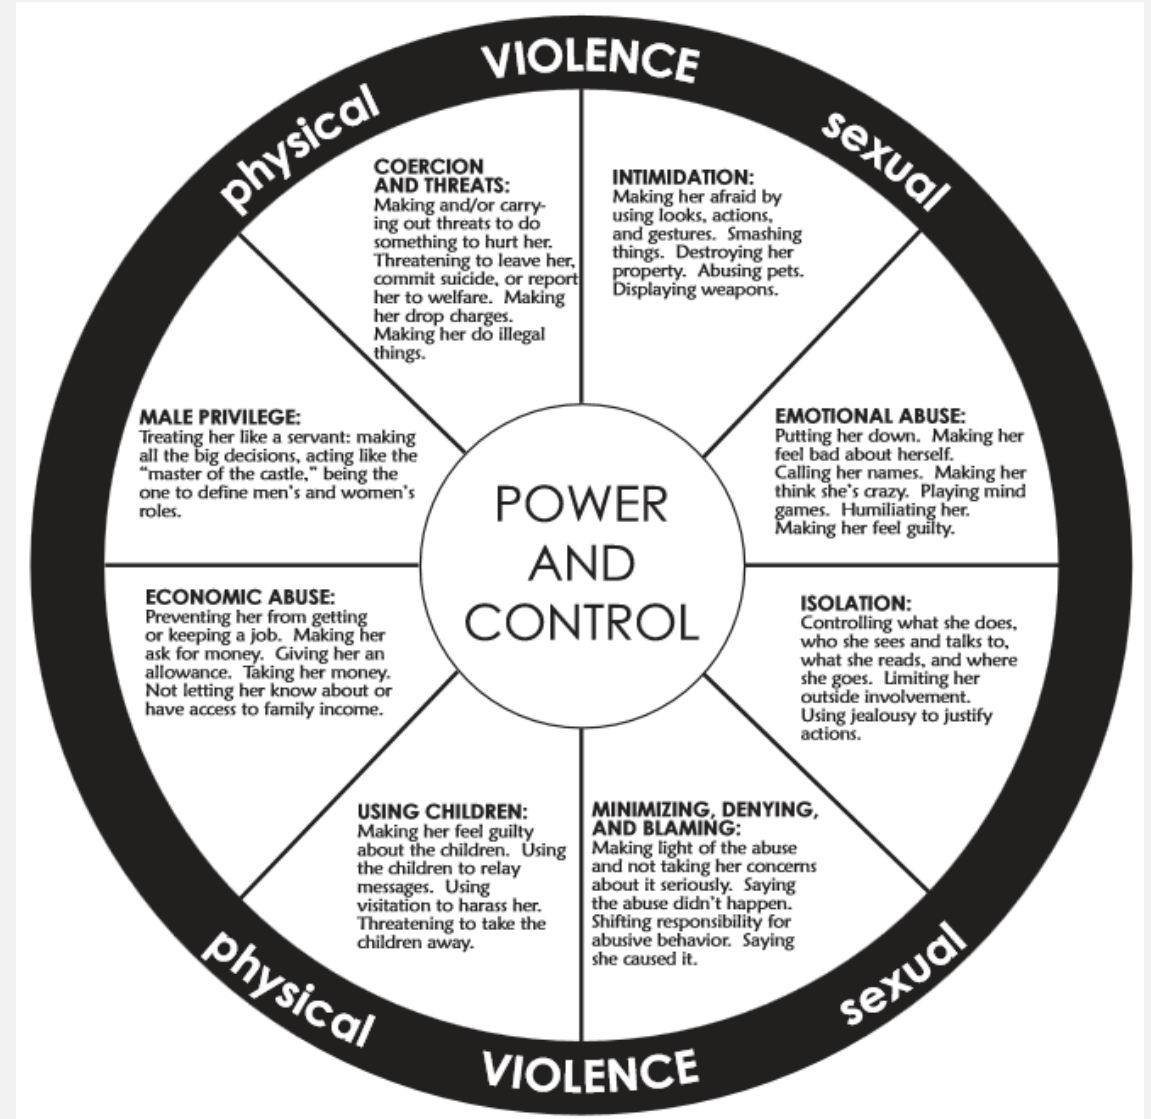 physical
VIOLENCE
sexual
COERCION
AND THREATS:
Making and/or carry-
ing out threats to do
something to hurt her.
Threatening to leave her,
commit suicide, or report
her to welfare.  Making
her drop charges.
Making her do illegal
things.
INTIMIDATION:
Making her afraid by
using looks, actions,
and gestures.  Smashing
things.  Destroying her
property.  Abusing pets.
Displaying weapons.
MALE PRIVILEGE:
Treating her like a servant: making
all the big decisions, acting like the
“master of the castle,” being the
one to define men’s and women’s
roles.
EMOTIONAL ABUSE:
Putting her down.  Making her
feel bad about herself.
Calling her names.  Making her
think she’s crazy.  Playing mind
games.  Humiliating her.
Making her feel guilty.
POWER
AND
CONTROL
ECONOMIC ABUSE:
Preventing her from getting
or keeping a job.  Making her
ask for money.  Giving her an
allowance.  Taking her money.
Not letting her know about or
have access to family income.
ISOLATION:
Controlling what she does,
who she sees and talks to,
what she reads, and where
she goes.  Limiting her
outside involvement.
Using jealousy to justify
actions.
USING CHILDREN:
Making her feel guilty
about the children.  Using
the children to relay
messages.  Using
visitation to harass her.
Threatening to take the
children away.
MINIMIZING, DENYING,
AND BLAMING:
Making light of the abuse
and not taking her concerns
about it seriously.  Saying
the abuse didn’t happen.
Shifting responsibility for
abusive behavior.  Saying
she caused it.
physical
VIOLENCE
sexual